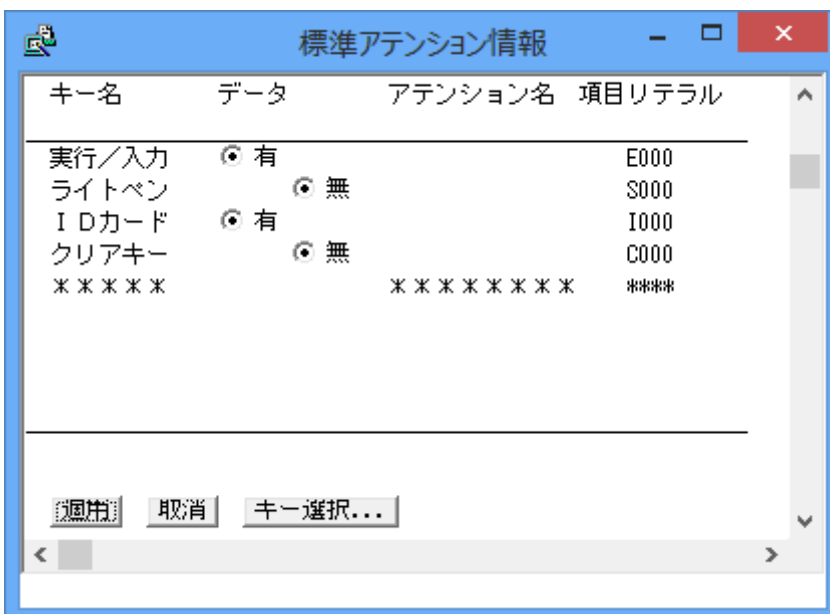 標準アテンション情報
キー名 データ アテンション名 項目リテラル
実行／入力 有 E000
ライトペン 無 S000
ＩＤカード 有 I000
クリアキー 無 C000
＊＊＊＊＊ ＊＊＊＊＊＊＊＊ ****
適用 取消 キー選択...